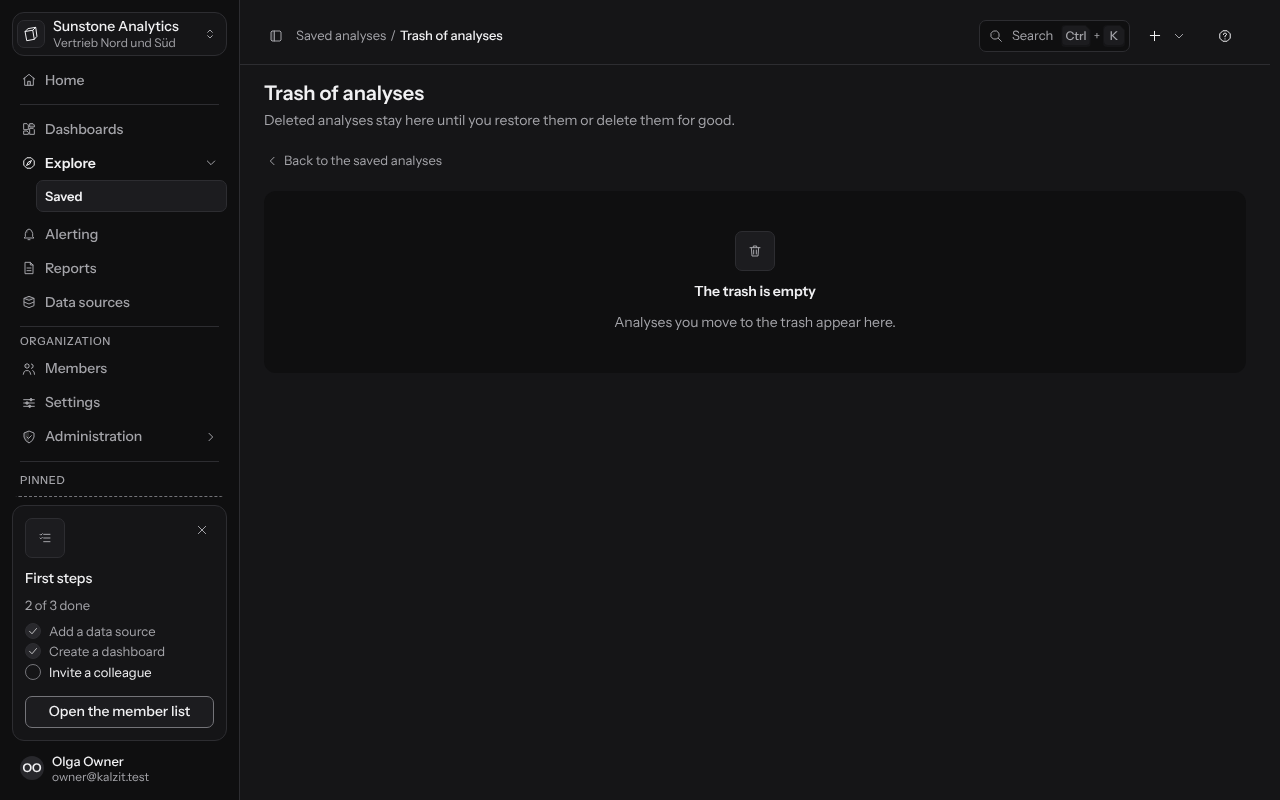 Sunstone Analytics
Vertrieb Nord und Süd
Home
Dashboards
Explore
Saved
Alerting
Reports
Data sources
ORGANIZATION
Members
Settings
Administration
PINNED
First steps
2 of 3 done
Add a data source
Create a dashboard
Invite a colleague
Open the member list
OO
Olga Owner
owner@kalzit.test
Saved analyses / Trash of analyses
Search Ctrl + K
Trash of analyses
Deleted analyses stay here until you restore them or delete them for good.
Back to the saved analyses
The trash is empty
Analyses you move to the trash appear here.